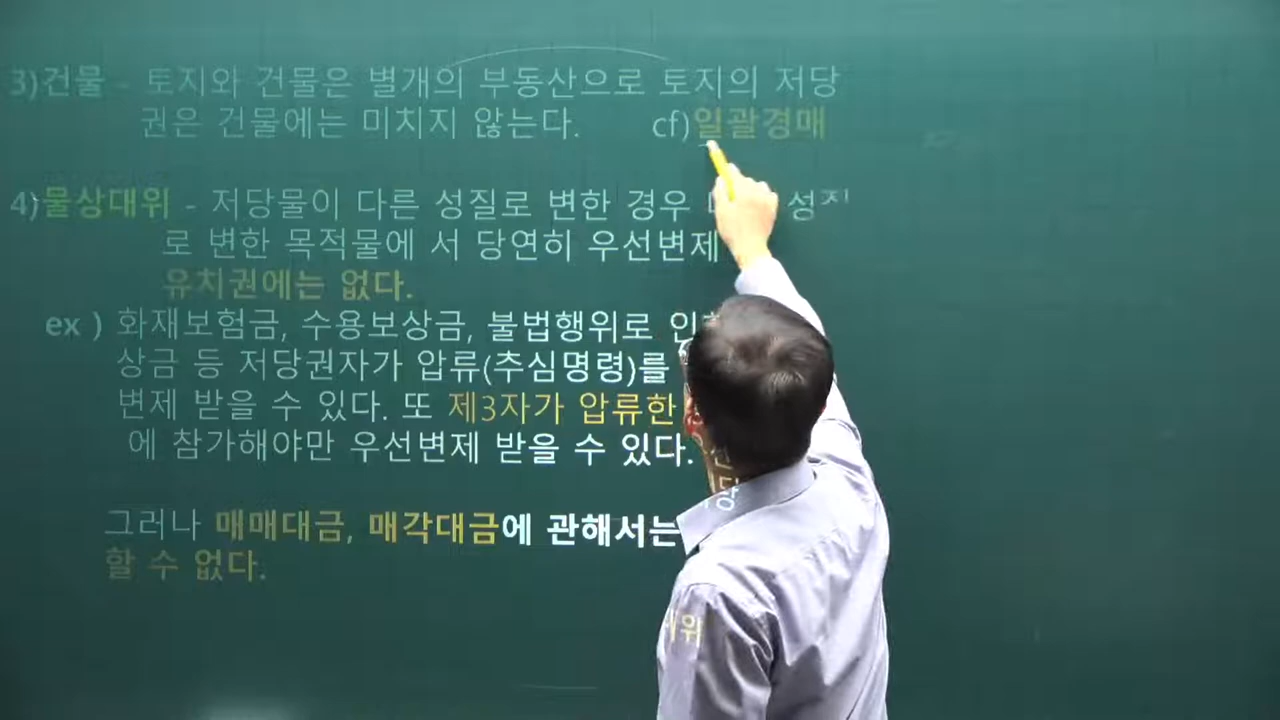 3)건물 - 토지와 건물은 별개의 부동산으로 토지의 저당
권은 건물에는 미치지 않는다. cf)일괄경매
4)물상대위 - 저당물이 다른 성질로 변한 경우 성질
로 변한 목적물에 서 당연히 우선변제
유치권에는 없다.
ex ) 화재보험금, 수용보상금, 불법행위로
상금 등 저당권자가 압류(추심명령)를
변제 받을 수 있다. 또 제3자가 압류한
에 참가해야만 우선변제 받을 수 있다.
그러나 매매대금, 매각대금에 관해서는
할 수 없다.